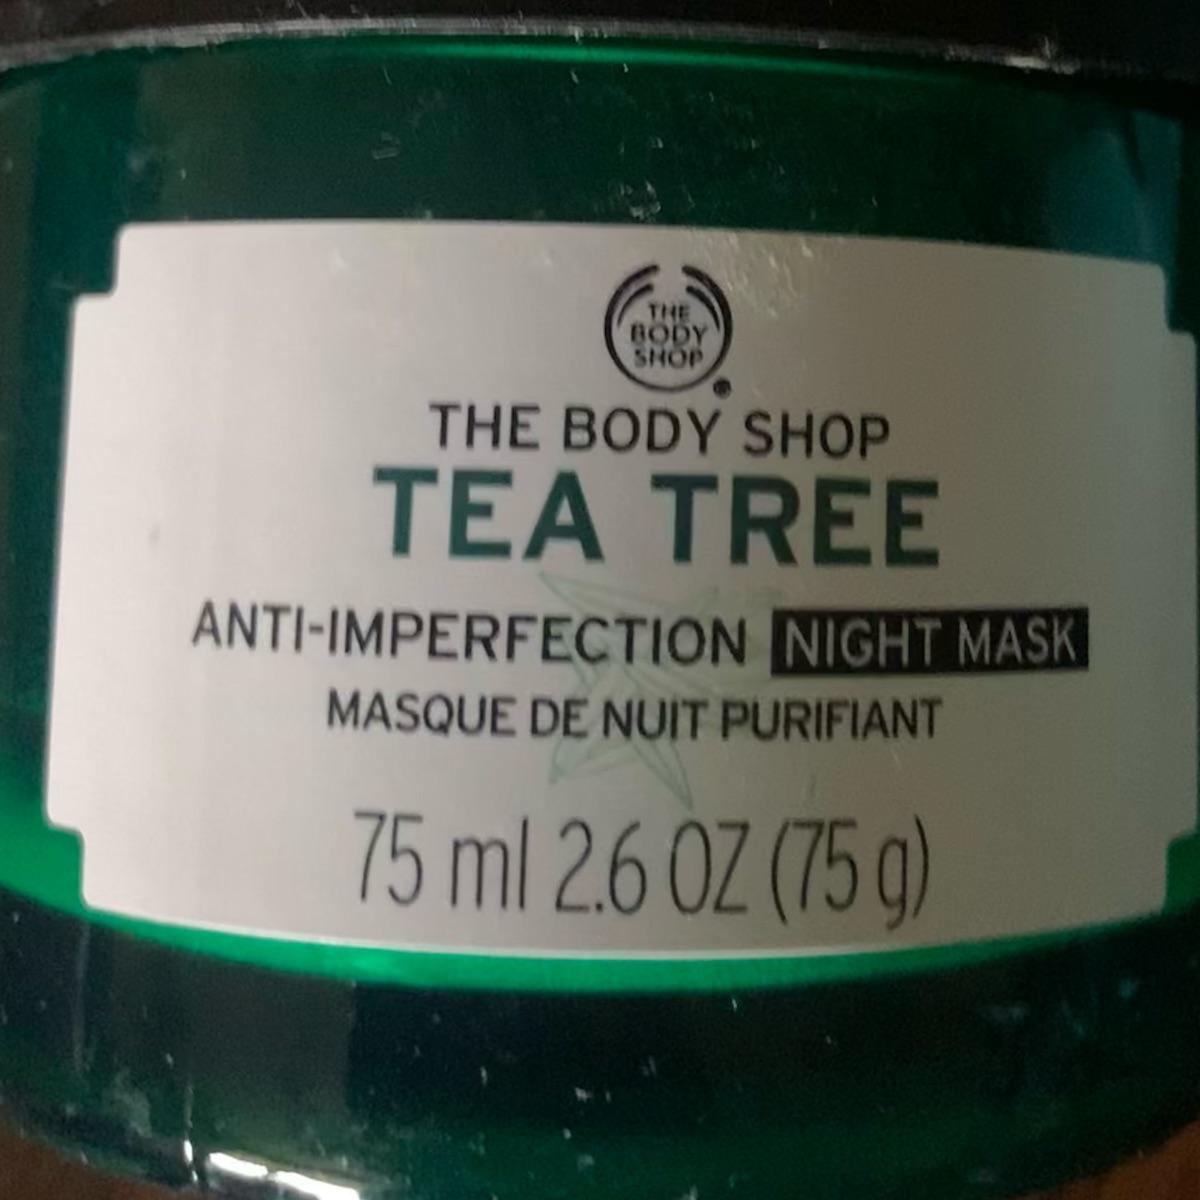 THE
BODY
SHOP
®
THE BODY SHOP
TEA TREE
ANTI-IMPERFECTION NIGHT MASK
MASQUE DE NUIT PURIFIANT
75 ml 2.6 OZ (75 g)